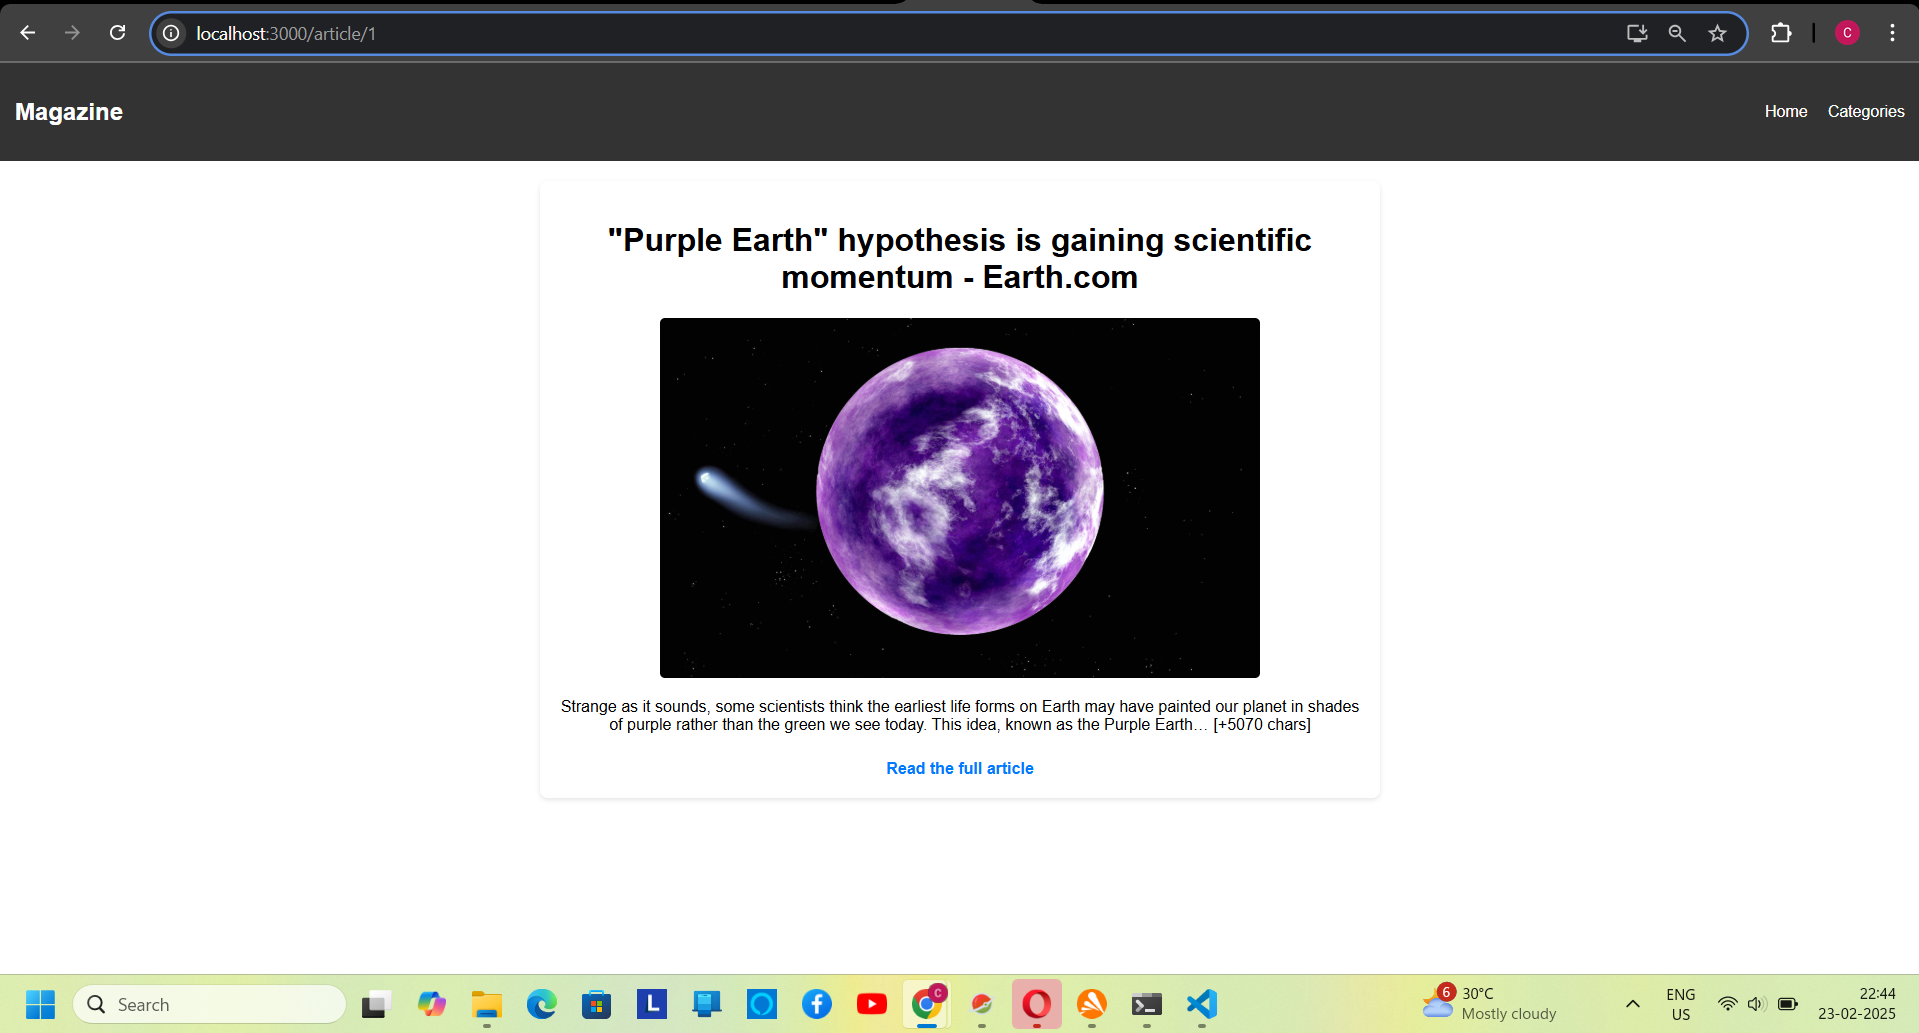 localhost:3000/article/1
C
Magazine
Home
Categories
"Purple Earth" hypothesis is gaining scientific
momentum - Earth.com
Strange as it sounds, some scientists think the earliest life forms on Earth may have painted our planet in shades
of purple rather than the green we see today. This idea, known as the Purple Earth… [+5070 chars]
Read the full article
Search
L
C
6
30°C
Mostly cloudy
ENG
US
22:44
23-02-2025